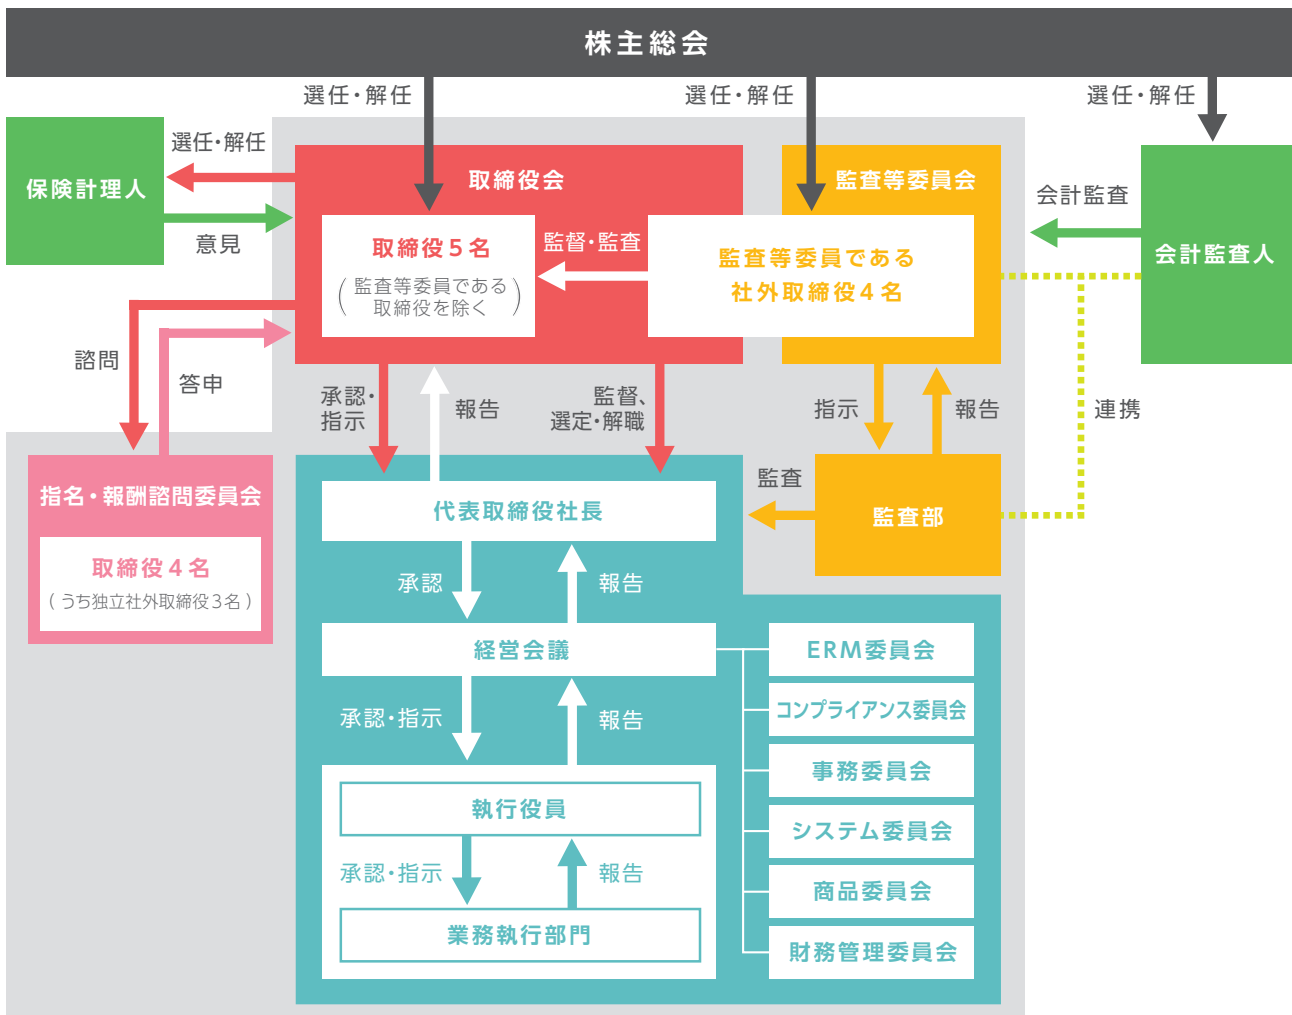 株主総会
選任・解任
選任・解任
選任・解任
保険計理人
選任・解任
意見
取締役会
取締役5名
(監査等委員である
取締役を除く)
監督・監査
監査等委員会
監査等委員である
社外取締役4名
会計監査
会計監査人
諮問
答申
承認・
指示
報告
監督、
選定・解職
指示
報告
連携
指名・報酬諮問委員会
取締役4名
(うち独立社外取締役3名)
代表取締役社長
監査
監査部
承認
報告
経営会議
承認・指示
報告
執行役員
承認・指示
報告
業務執行部門
ERM委員会
コンプライアンス委員会
事務委員会
システム委員会
商品委員会
財務管理委員会